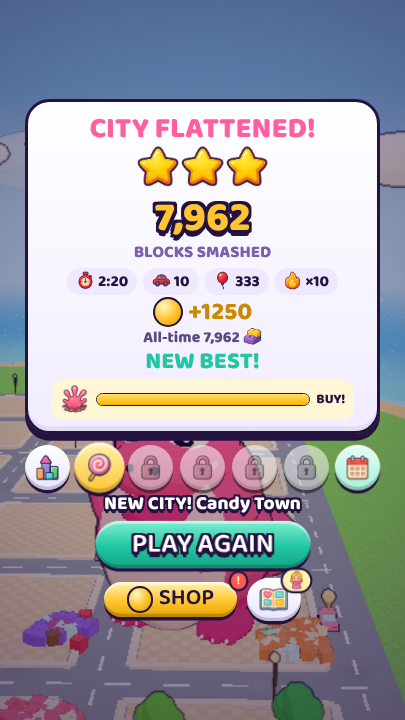 CITY FLATTENED!
7,962
BLOCKS SMASHED
2:20 10 333 ×10
+1250
All-time 7,962
NEW BEST!
BUY!
NEW CITY! Candy Town
PLAY AGAIN
SHOP !